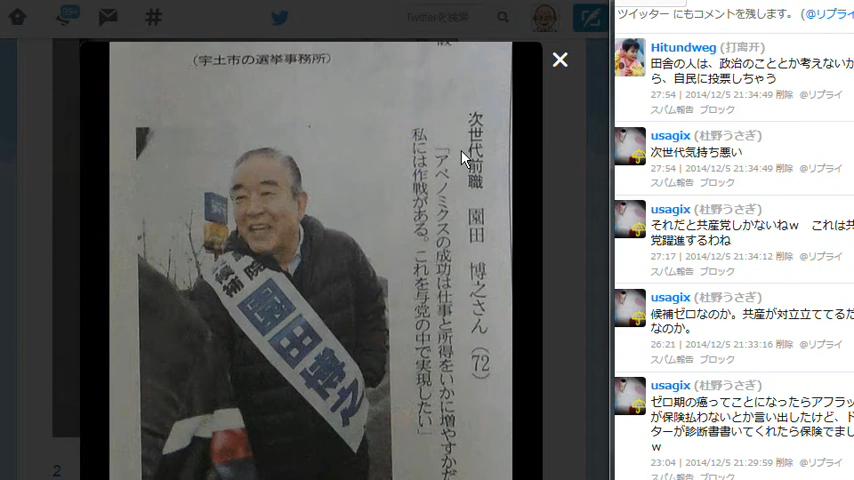 99+
Twitterを検索
(宇土市の選挙事務所)
次世代前職　園田　博之さん(72)
「アベノミクスの成功は仕事と所得をいかに増やすかだ
私には作戦がある。これを与党の中で実現したい」
園田博之
2
ツイッター にもコメントを残します。 (@リプライ
Hitundweg (打离开)
田舎の人は、政治のこととか考えないか
ら、自民に投票しちゃう
27:54 | 2014/12/5 21:34:49 削除 @リプライ
スパム報告 ブロック
usagix (杜野うさぎ)
次世代気持ち悪い
27:54 | 2014/12/5 21:34:49 削除 @リプライ
スパム報告 ブロック
usagix (杜野うさぎ)
それだと共産党しかないねｗ　これは共
党躍進するわね
27:17 | 2014/12/5 21:34:12 削除 @リプライ
スパム報告 ブロック
usagix (杜野うさぎ)
候補ゼロなのか。共産が対立立ててるだ
なのか。
26:21 | 2014/12/5 21:33:16 削除 @リプライ
スパム報告 ブロック
usagix (杜野うさぎ)
ゼロ期の癌ってことになったらアフラッ
が保険払わないとか言い出したけど、ド
ターが診断書書いてくれたら保険でまし
ｗ
23:04 | 2014/12/5 21:29:59 削除 @リプライ
スパム報告 ブロック